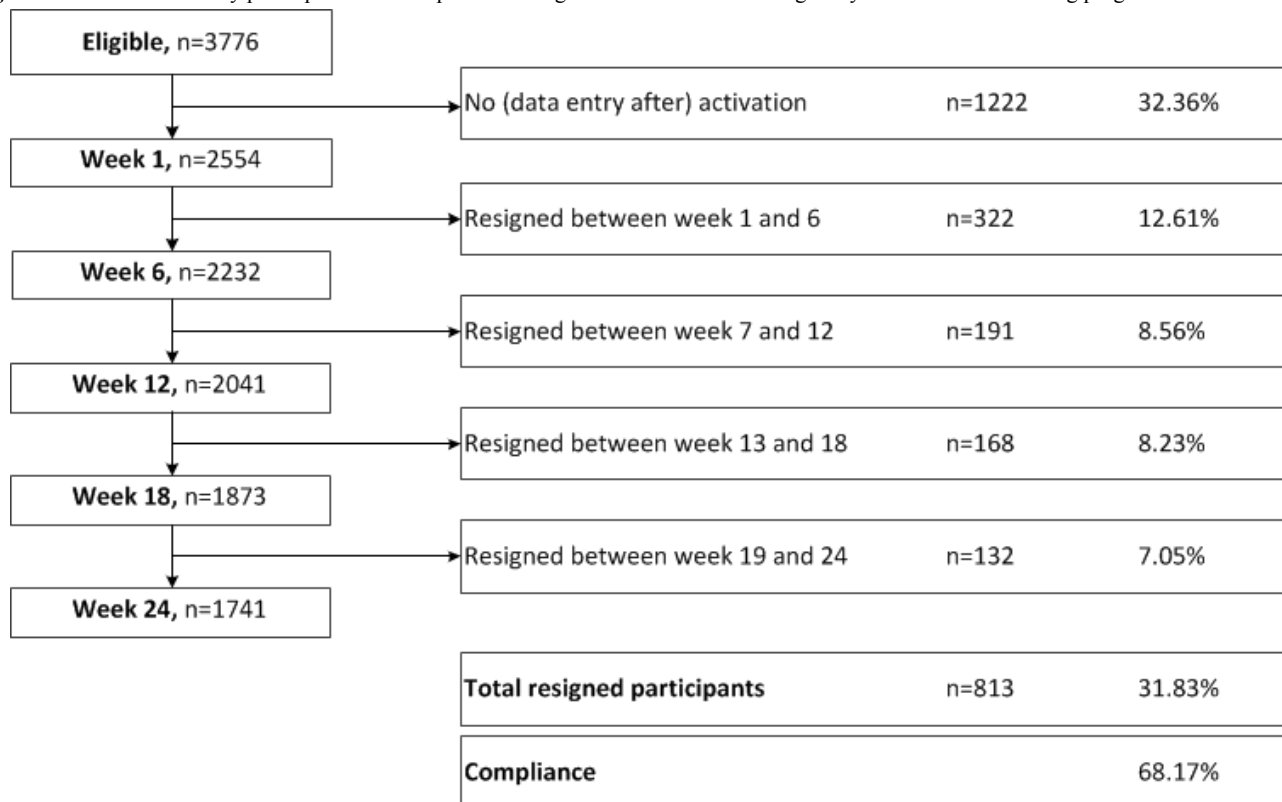 Eligible, n=3776
No (data entry after) activation n=1222 32.36%
Week 1, n=2554
Resigned between week 1 and 6 n=322 12.61%
Week 6, n=2232
Resigned between week 7 and 12 n=191 8.56%
Week 12, n=2041
Resigned between week 13 and 18 n=168 8.23%
Week 18, n=1873
Resigned between week 19 and 24 n=132 7.05%
Week 24, n=1741
Total resigned participants n=813 31.83%
Compliance 68.17%